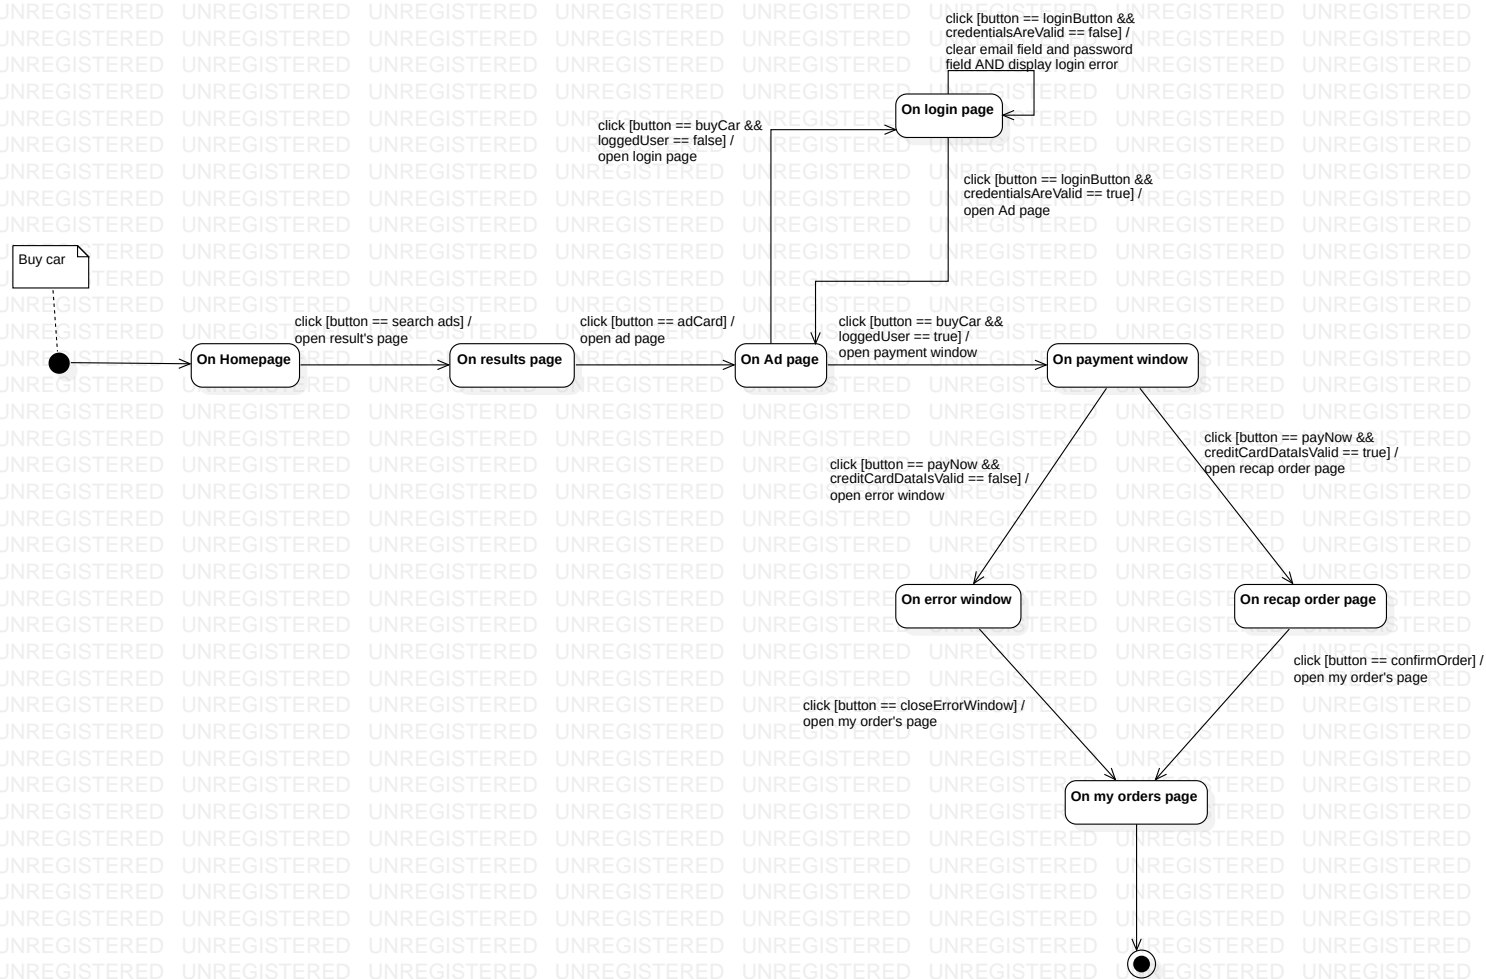 click [button == loginButton &&
credentialsAreValid == false] /
clear email field and password
field AND display login error
On login page
click [button == buyCar &&
loggedUser == false] /
open login page
click [button == loginButton &&
credentialsAreValid == true] /
open Ad page
Buy car
click [button == search ads] /
open result's page
click [button == adCard] /
open ad page
click [button == buyCar &&
loggedUser == true] /
open payment window
On Homepage
On results page
On Ad page
On payment window
click [button == payNow &&
creditCardDataIsValid == false] /
open error window
click [button == payNow &&
creditCardDataIsValid == true] /
open recap order page
On error window
On recap order page
click [button == closeErrorWindow] /
open my order's page
click [button == confirmOrder] /
open my order's page
On my orders page
UNREGISTERED